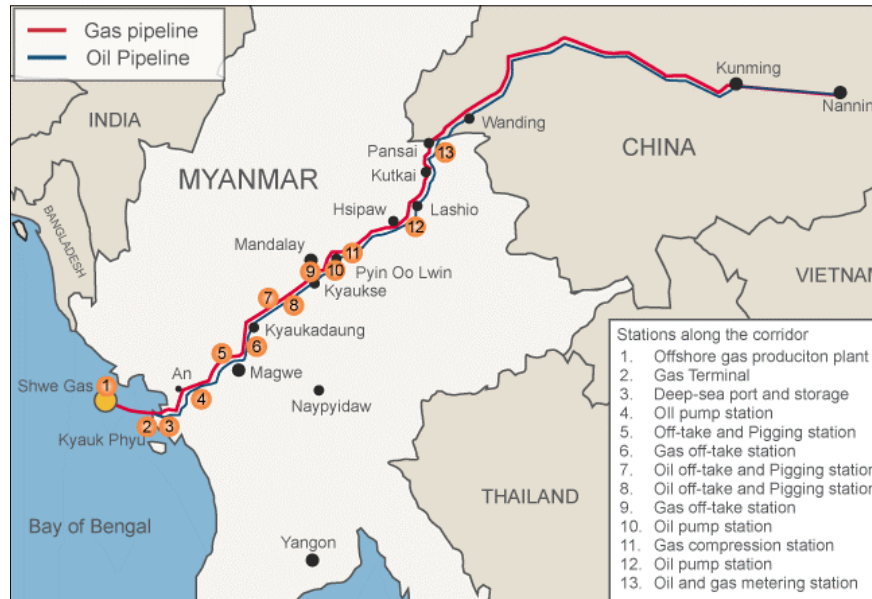 Gas pipeline
Oil Pipeline
INDIA
BANGLADESH
MYANMAR
CHINA
VIETNAM
THAILAND
Bay of Bengal
Kunming
Nannin
Wanding
Pansai
13
Kutkai
Hsipaw
Lashio
12
Mandalay
11
9
10
Pyin Oo Lwin
Kyaukse
7
8
Kyaukadaung
5
6
An
Magwe
Shwe Gas
1
4
Naypyidaw
Kyauk Phyu
2
3
Yangon
Stations along the corridor
1. Offshore gas produciton plant
2. Gas Terminal
3. Deep-sea port and storage
4. Oll pump station
5. Off-take and Pigging station
6. Gas off-take station
7. Oil off-take and Pigging station
8. Oil off-take and Pigging station
9. Gas off-take station
10. Oil pump station
11. Gas compression station
12. Oil pump station
13. Oil and gas metering station